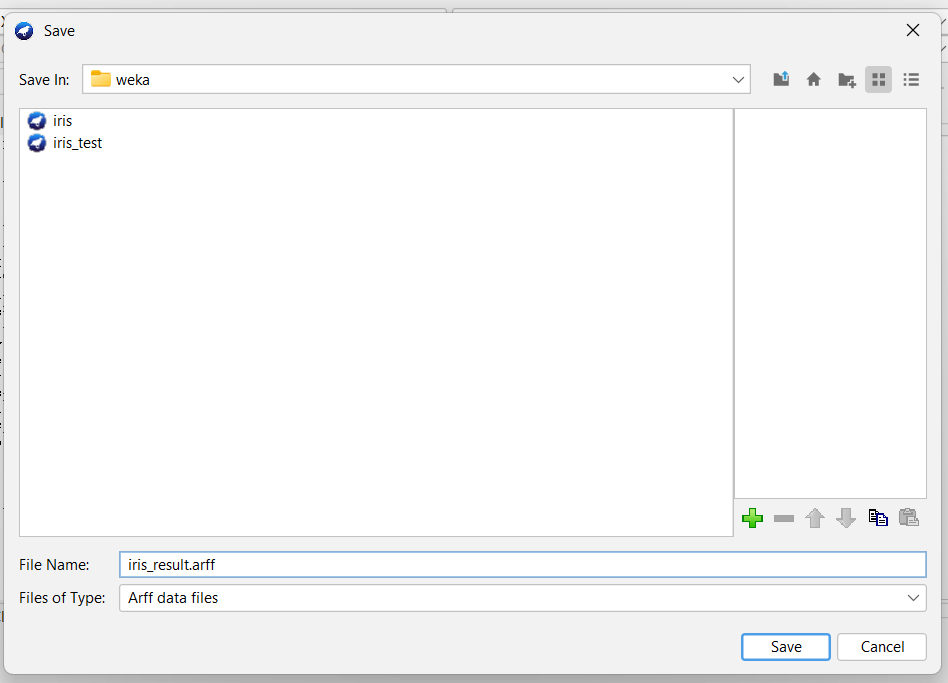 Save
Save In: weka
iris
iris_test
File Name: iris_result.arff
Files of Type: Arff data files
Save Cancel